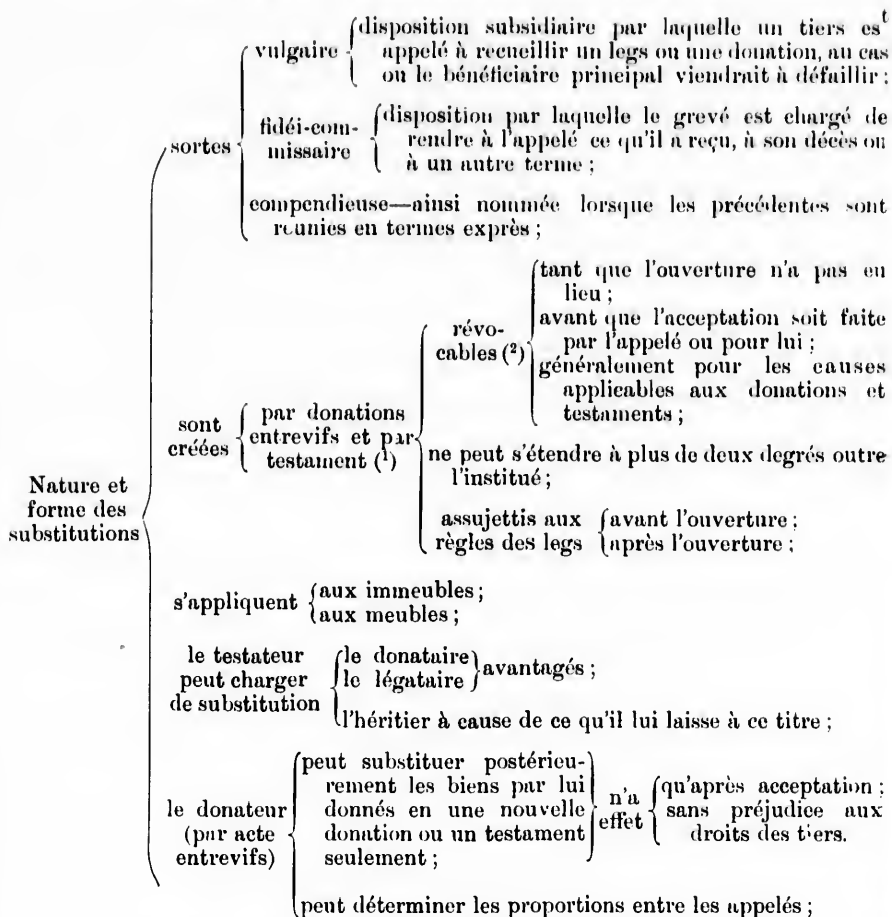 sortes
vulgaire
disposition subsidiaire par laquelle un tiers est
appelé à recueillir un legs ou une donation, au cas
ou le bénéficiaire principal viendrait à défaillir ;
fidéi-com-
missaire
disposition par laquelle le grevé est chargé de
rendre à l'appelé ce qu'il a reçu, à son décès ou
à un autre terme ;
compendieuse—ainsi nommée lorsque les précédentes sont
réunies en termes exprès ;
Nature et
forme des
substitutions
sont
créées
par donations
entrevifs et par
testament (1)
révo-
cables (2)
tant que l'ouverture n'a pas eu
lieu ;
avant que l'acceptation soit faite
par l'appelé ou pour lui ;
généralement pour les causes
applicables aux donations et
testaments ;
ne peut s'étendre à plus de deux degrés outre
l'institué ;
assujettis aux
règles des legs
avant l'ouverture ;
après l'ouverture ;
s'appliquent
aux immeubles ;
aux meubles ;
le testateur
peut charger
de substitution
le donataire
le légataire
avantagés ;
l'héritier à cause de ce qu'il lui laisse à ce titre ;
le donateur
(par acte
entrevifs)
peut substituer postérieu-
rement les biens par lui
donnés en une nouvelle
donation ou un testament
seulement ;
n'a
effet
qu'après acceptation ;
sans préjudice aux
droits des tiers.
peut déterminer les proportions entre les appelés ;